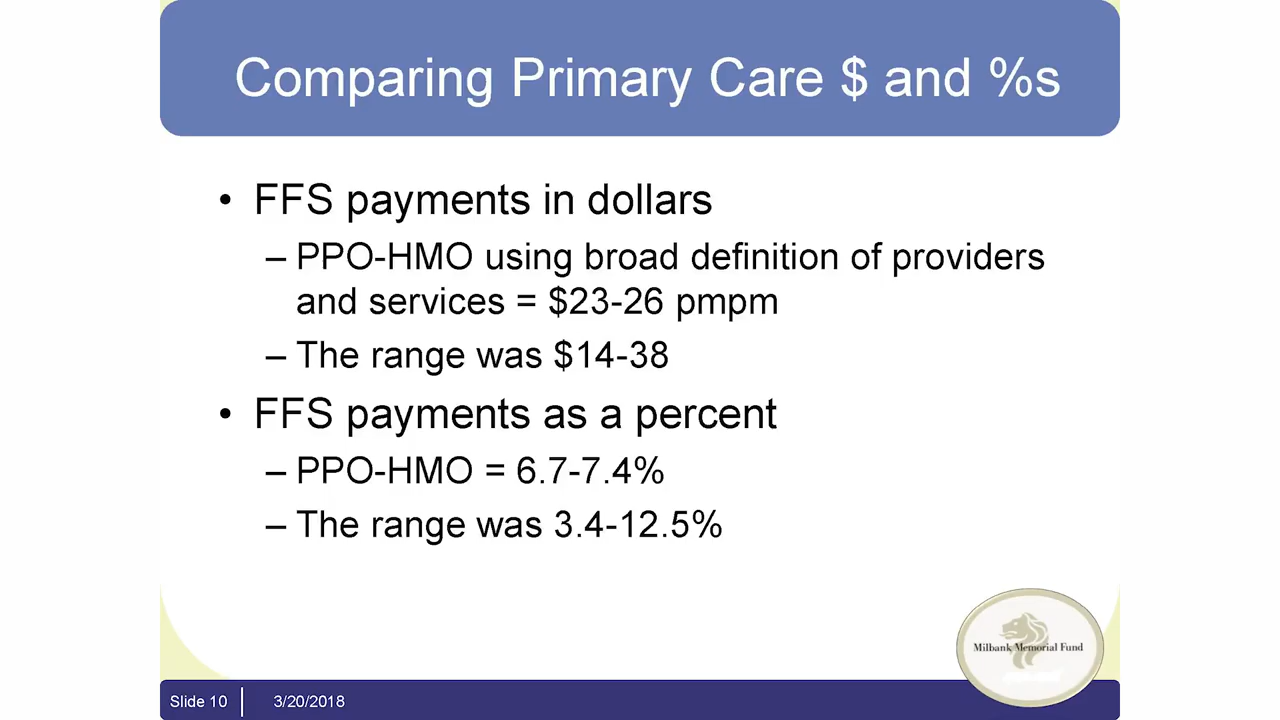 Comparing Primary Care $ and %s
• FFS payments in dollars
– PPO-HMO using broad definition of providers
and services = $23-26 pmpm
– The range was $14-38
• FFS payments as a percent
– PPO-HMO = 6.7-7.4%
– The range was 3.4-12.5%
Milbank Memorial Fund
Slide 10
3/20/2018